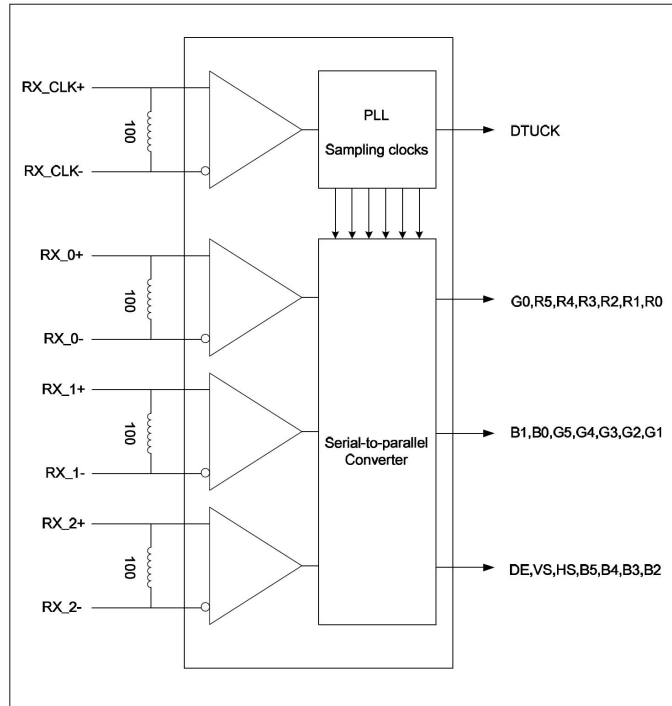 RX_CLK+
100
RX_CLK-
PLL
Sampling clocks
DTUCK
RX_0+
100
RX_0-
G0,R5,R4,R3,R2,R1,R0
RX_1+
100
RX_1-
Serial-to-parallel
Converter
B1,B0,G5,G4,G3,G2,G1
RX_2+
100
RX_2-
DE,VS,HS,B5,B4,B3,B2